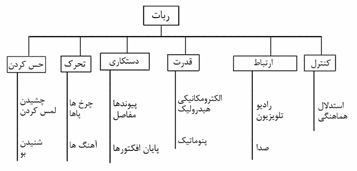 ربات
کنترل
ارتباط
قدرت
دستکاری
تحرک
حس کردن
استدلال
هماهنگی
رادیو
تلویزیون
صدا
الکترومکانیکی
هیدرولیک
پنوماتیک
پیوندها
مفاصل
پایان افکتورها
چرخ ها
پاها
آهنگ ها
چشیدن
لمس کردن
شنیدن
بو